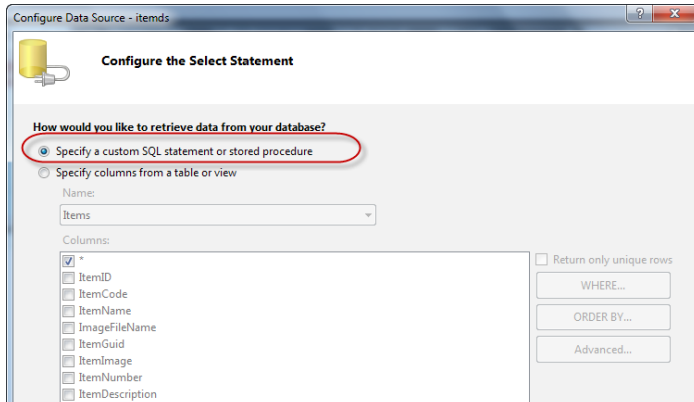 Configure Data Source - itemds
Configure the Select Statement
How would you like to retrieve data from your database?
Specify a custom SQL statement or stored procedure
Specify columns from a table or view
Name:
Items
Columns:
*
Return only unique rows
ItemID
WHERE...
ItemCode
ItemName
ORDER BY...
ImageFileName
ItemGuid
Advanced...
ItemImage
ItemNumber
ItemDescription